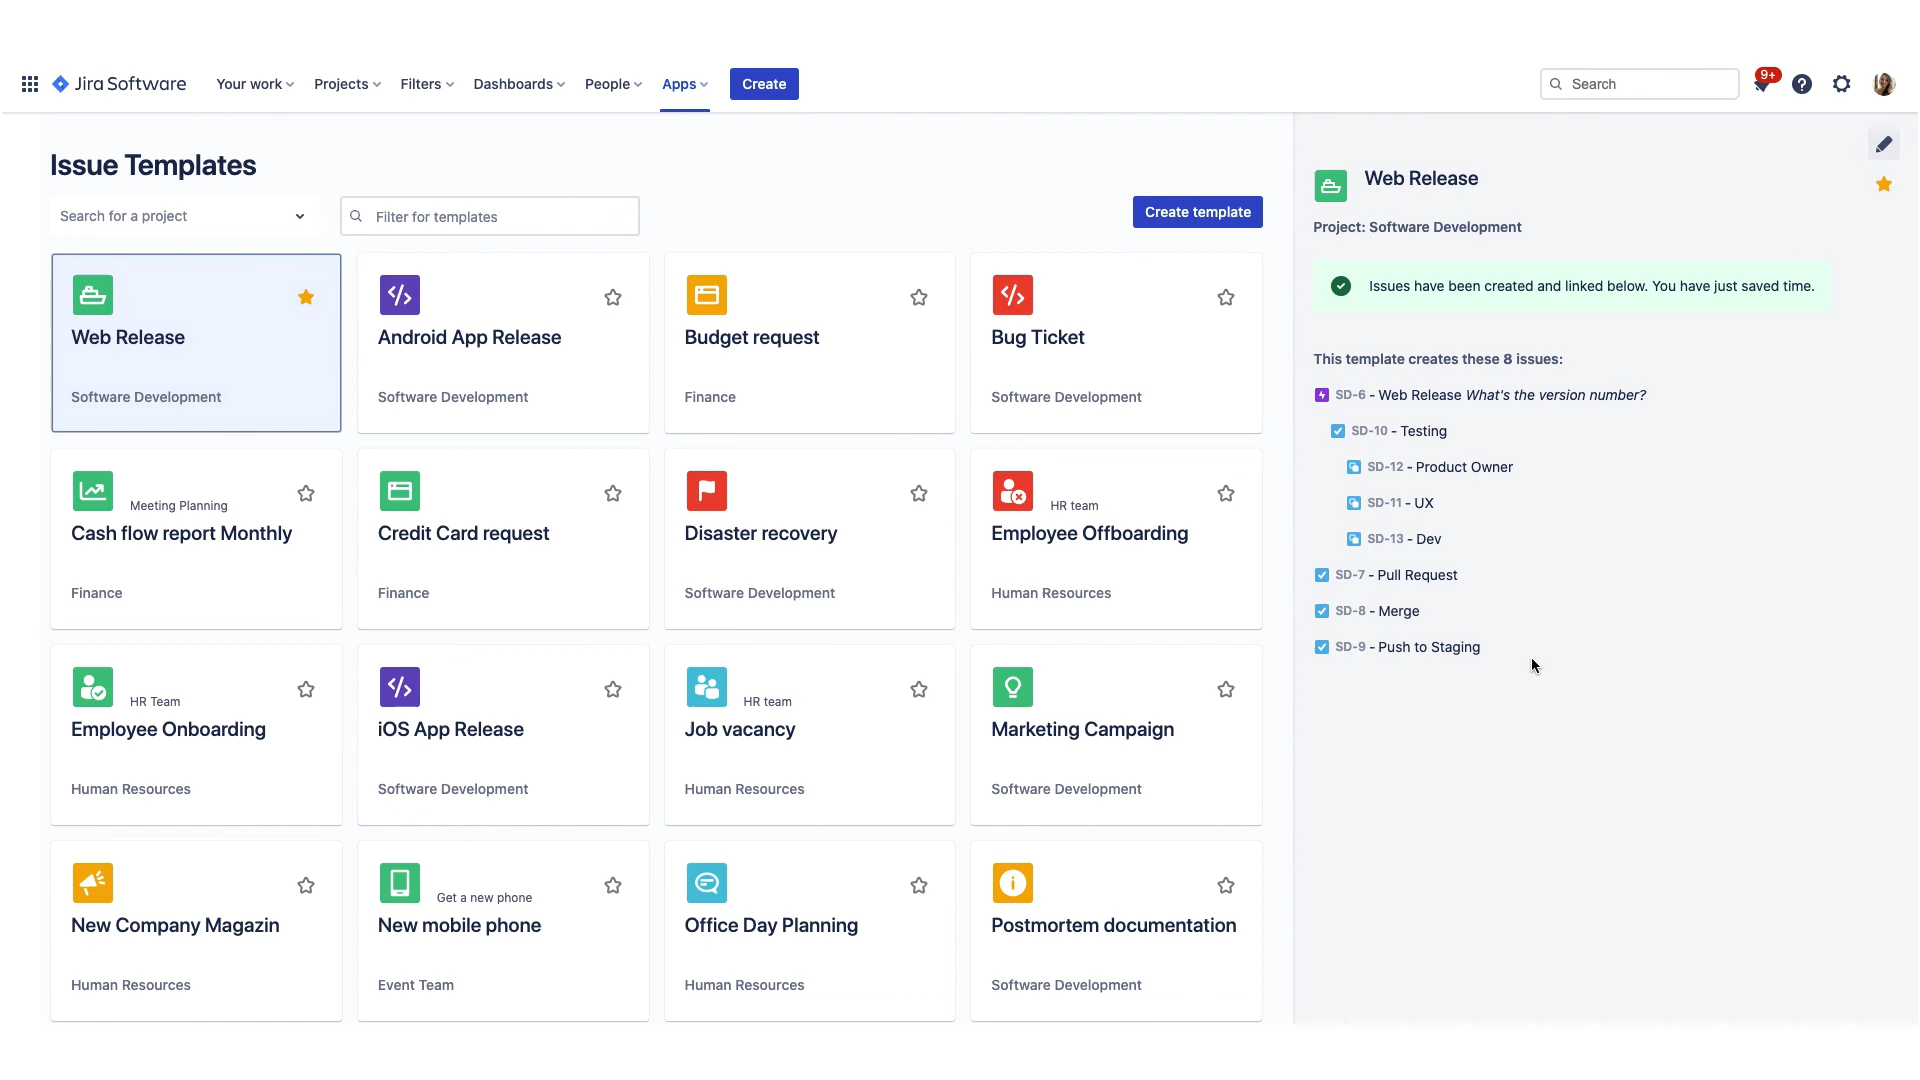 Jira Software
Your work
Projects
Filters
Dashboards
People
Apps
Create
Search
9+
Issue Templates
Search for a project
Filter for templates
Create template
Web Release
Software Development
Android App Release
Software Development
Budget request
Finance
Bug Ticket
Software Development
Meeting Planning
Cash flow report Monthly
Finance
Credit Card request
Finance
Disaster recovery
Software Development
HR team
Employee Offboarding
Human Resources
HR Team
Employee Onboarding
Human Resources
iOS App Release
Software Development
HR team
Job vacancy
Human Resources
Marketing Campaign
Software Development
New Company Magazin
Human Resources
Get a new phone
New mobile phone
Event Team
Office Day Planning
Human Resources
Postmortem documentation
Software Development
Web Release
Project: Software Development
Issues have been created and linked below. You have just saved time.
This template creates these 8 issues:
SD-6 - Web Release What's the version number?
SD-10 - Testing
SD-12 - Product Owner
SD-11 - UX
SD-13 - Dev
SD-7 - Pull Request
SD-8 - Merge
SD-9 - Push to Staging